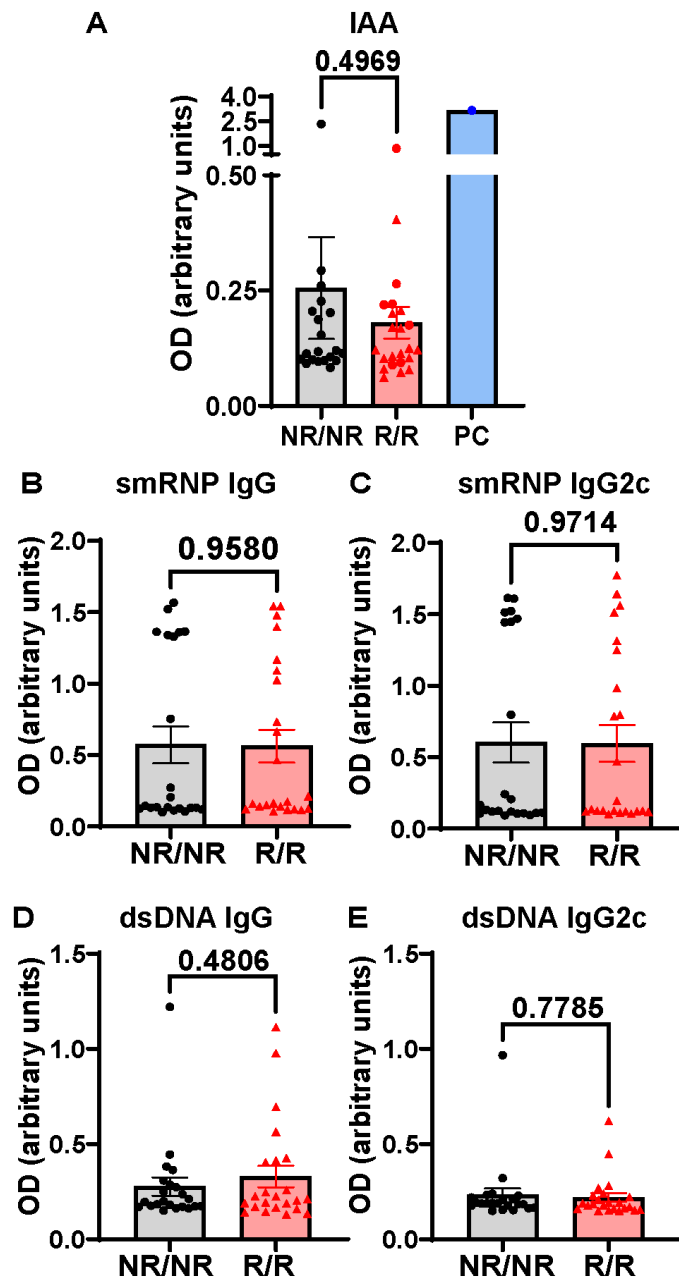 A
IAA
0.4969
OD (arbitrary units)
4.0
2.5
1.0
0.50
0.25
0.00
NR/NR R/R PC
B
smRNP IgG
0.9580
OD (arbitrary units)
2.0
1.5
1.0
0.5
0.0
NR/NR R/R
C
smRNP IgG2c
0.9714
OD (arbitrary units)
2.0
1.5
1.0
0.5
0.0
NR/NR R/R
D
dsDNA IgG
0.4806
OD (arbitrary units)
1.5
1.0
0.5
0.0
NR/NR R/R
E
dsDNA IgG2c
0.7785
OD (arbitrary units)
1.5
1.0
0.5
0.0
NR/NR R/R